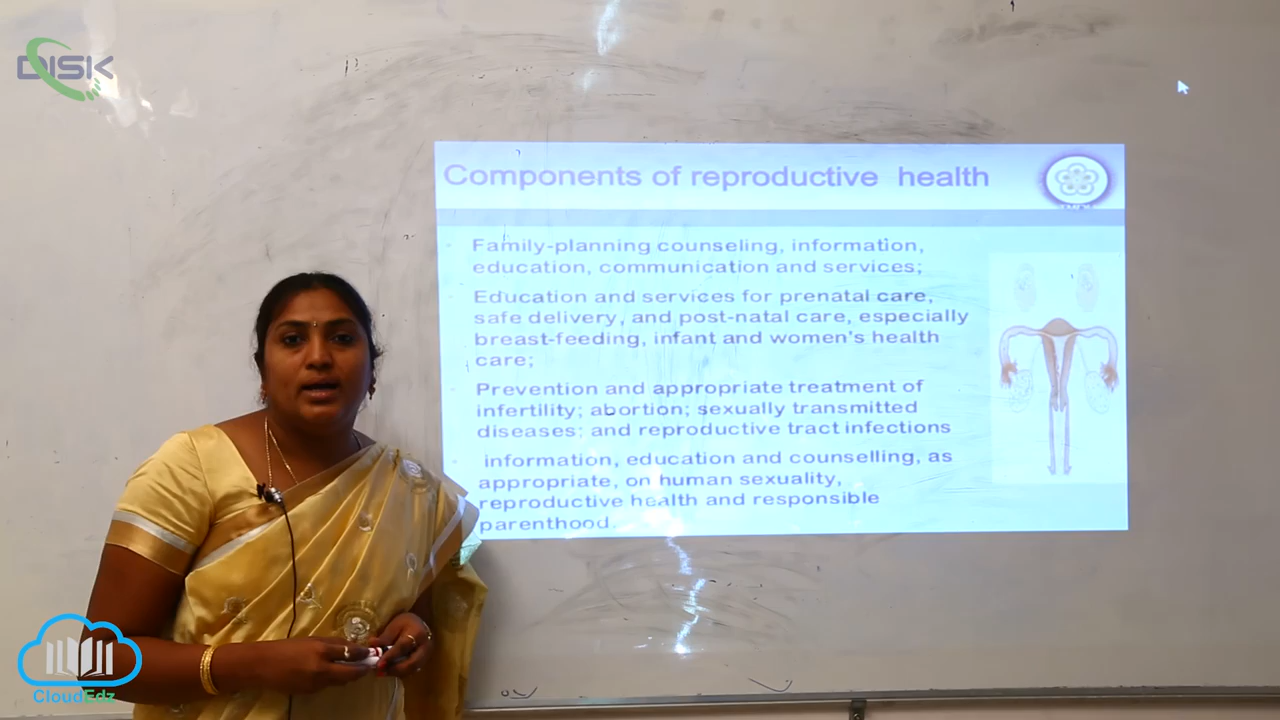 DISK
Components of reproductive health
Family-planning counseling, information,
education, communication and services;
Education and services for prenatal care,
safe delivery, and post-natal care, especially
breast-feeding, infant and women's health
care;
Prevention and appropriate treatment of
infertility; abortion; sexually transmitted
diseases; and reproductive tract infections
information, education and counselling, as
appropriate, on human sexuality,
reproductive health and responsible
parenthood.
CloudEdz